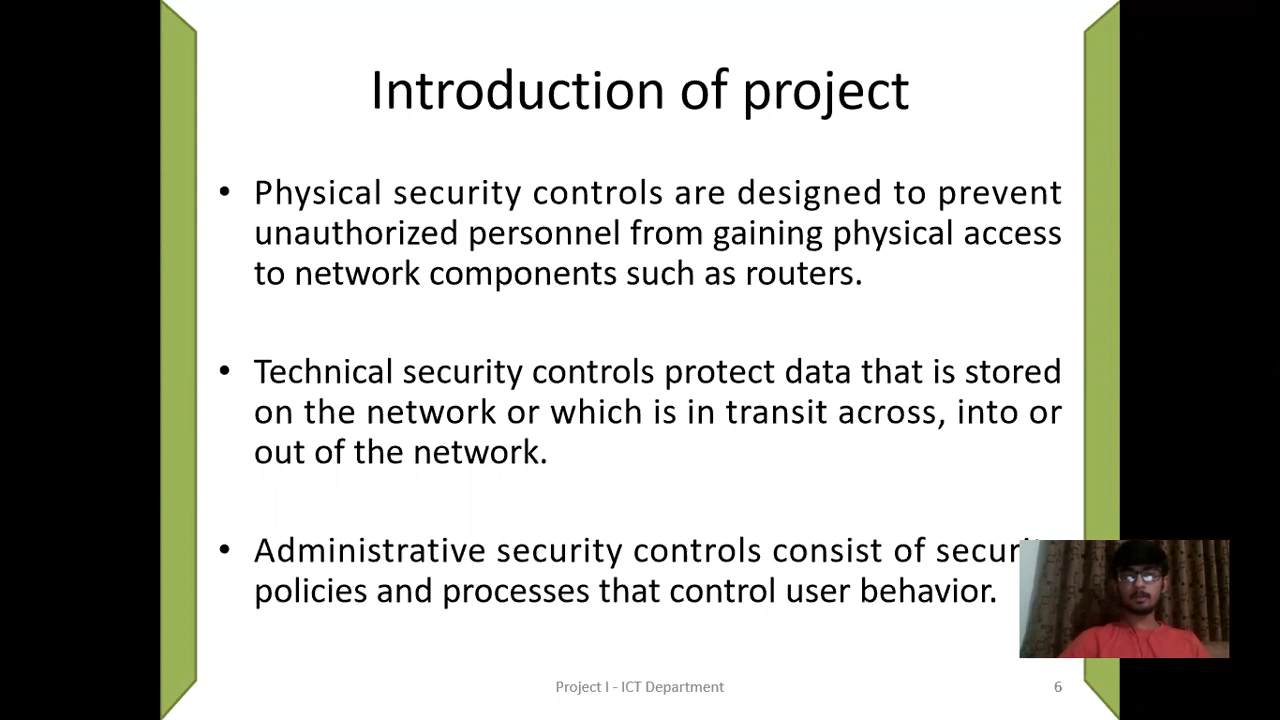 Introduction of project
• Physical security controls are designed to prevent
unauthorized personnel from gaining physical access
to network components such as routers.
• Technical security controls protect data that is stored
on the network or which is in transit across, into or
out of the network.
• Administrative security controls consist of security
policies and processes that control user behavior.
Project I - ICT Department
6